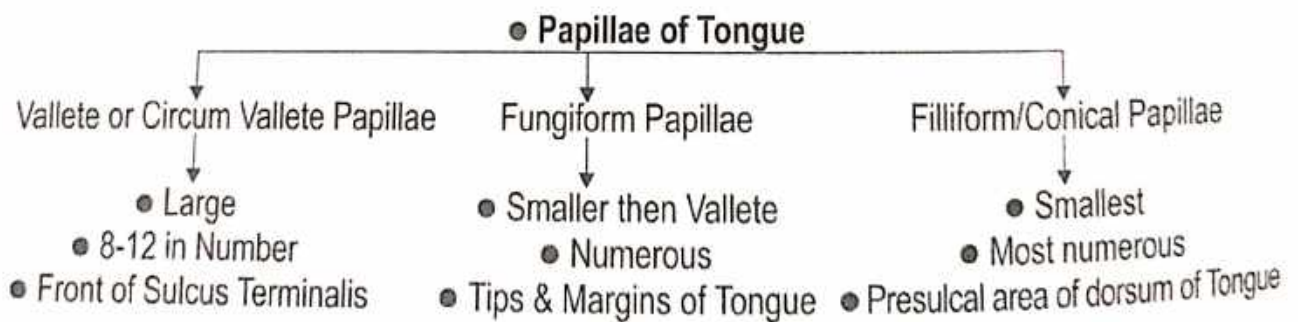 ● Papillae of Tongue
Vallete or Circum Vallete Papillae
● Large
● 8-12 in Number
● Front of Sulcus Terminalis
Fungiform Papillae
● Smaller then Vallete
● Numerous
● Tips & Margins of Tongue
Filliform/Conical Papillae
● Smallest
● Most numerous
● Presulcal area of dorsum of Tongue